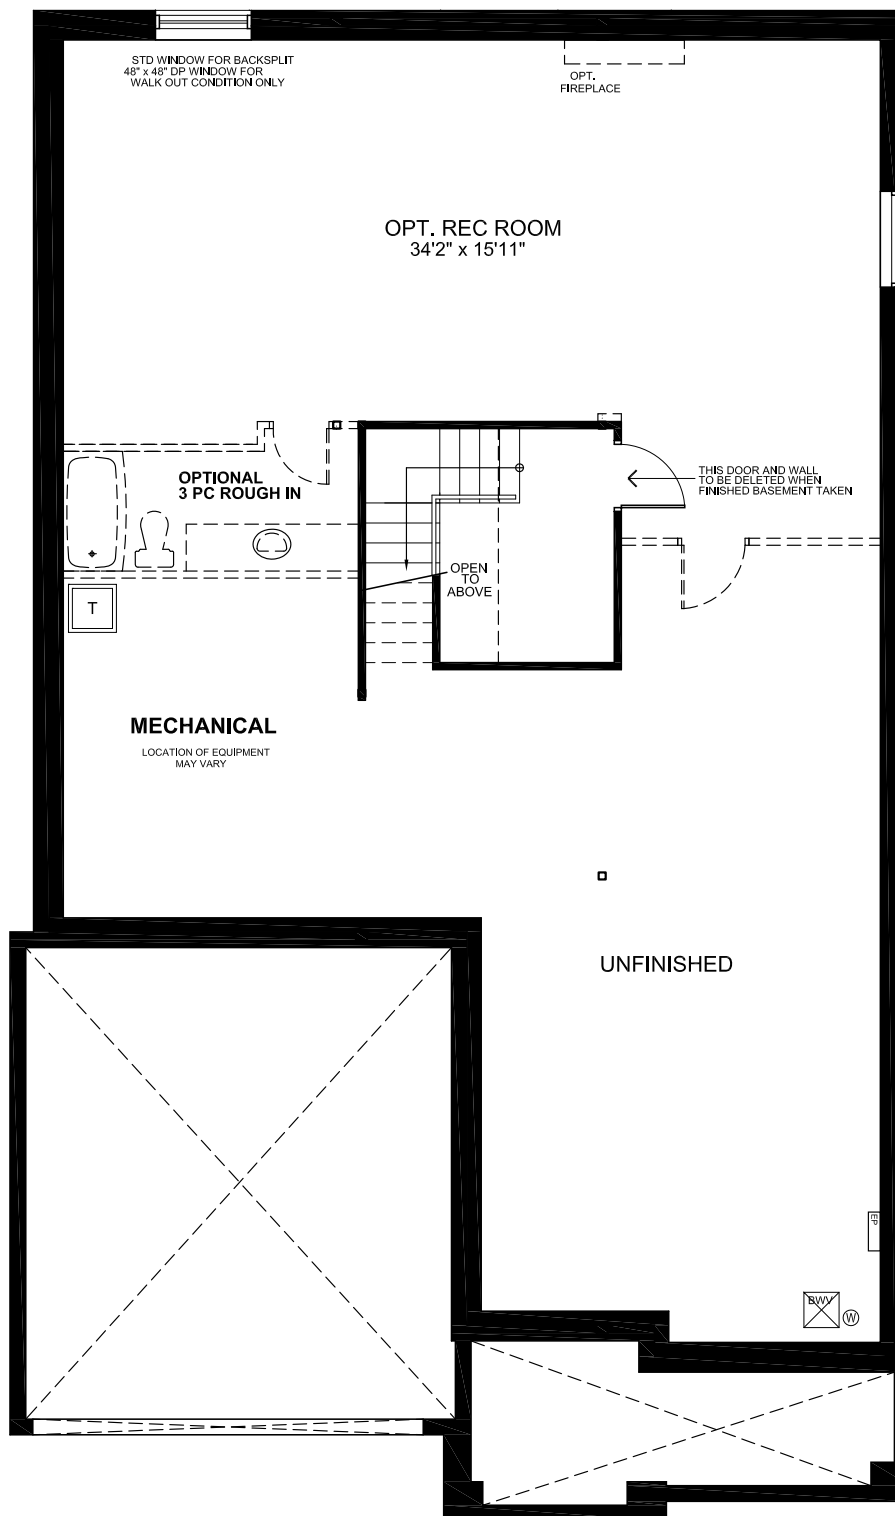 STD WINDOW FOR BACKSPLIT
48" x 48" DP WINDOW FOR
WALK OUT CONDITION ONLY
OPT.
FIREPLACE
OPT. REC ROOM
34'2" x 15'11"
OPTIONAL
3 PC ROUGH IN
THIS DOOR AND WALL
TO BE DELETED WHEN
FINISHED BASEMENT TAKEN
OPEN
TO
ABOVE
T
MECHANICAL
LOCATION OF EQUIPMENT
MAY VARY
UNFINISHED
EP
BWV
W